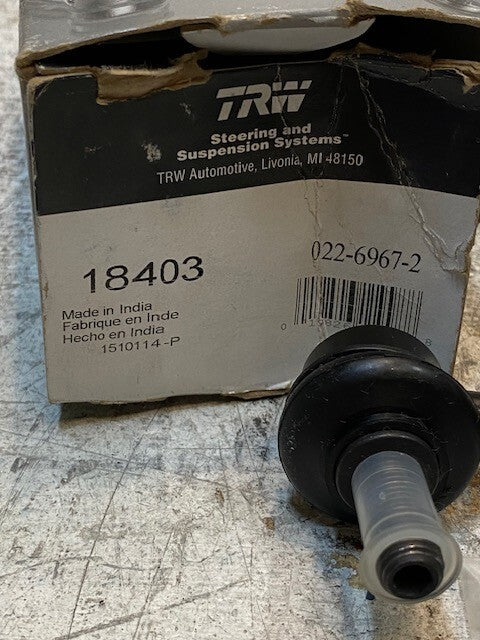 TRW
Steering and
Suspension Systems™
TRW Automotive, Livonia, MI 48150
18403
022-6967-2
Made in India
Fabrique en Inde
Hecho en India
1510114-P